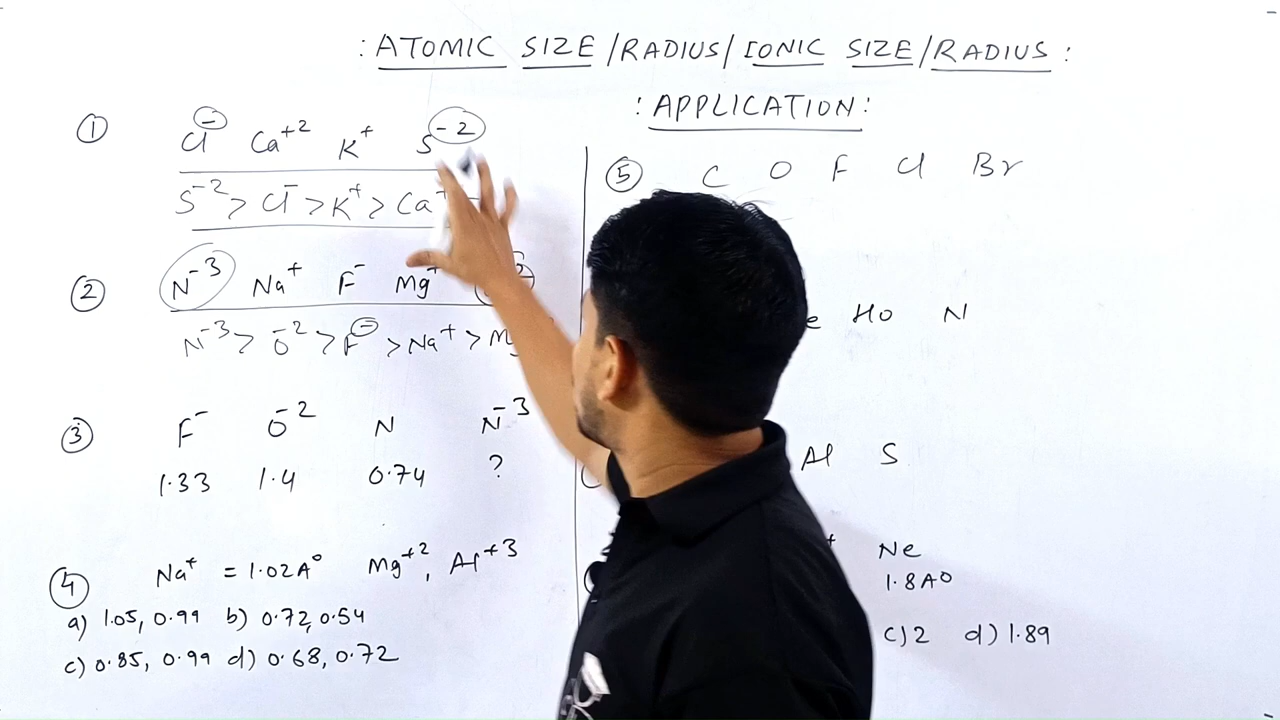 : ATOMIC SIZE /RADIUS/ IONIC SIZE/RADIUS :
: APPLICATION :
① Cl⁻ Ca⁺² K⁺ S⁻²
S⁻² > Cl⁻ > K⁺ > Ca⁺
② N⁻³ Na⁺ F⁻ Mg⁺
N⁻³ > O⁻² > F⁻ > Na⁺ > M
③ F⁻ O⁻² N N⁻³
1.33 1.4 0.74 ?
④ Na⁺ = 1.02A° Mg⁺², Al⁺³
a) 1.05, 0.99 b) 0.72, 0.54
c) 0.85, 0.99 d) 0.68, 0.72
⑤ C O F Cl Br
Ho N
Al S
Ne
1.8A°
c) 2 d) 1.89